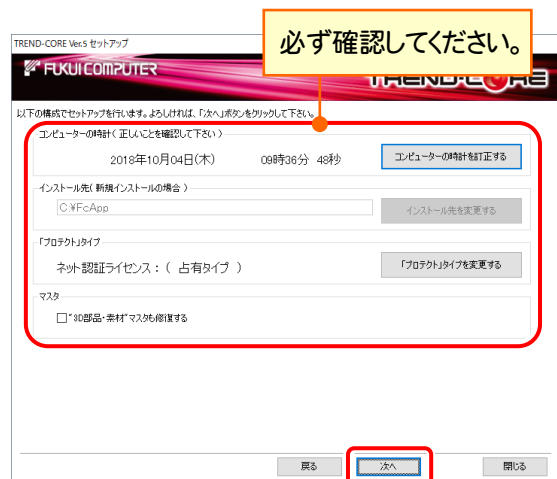 必ず確認してください。
TREND-CORE Ver.5 セットアップ
FUKUI COMPUTER
TREND-CORE
以下の構成でセットアップを行います。よろしければ、「次へ」ボタンをクリックして下さい。
コンピューターの時計( 正しいことを確認して下さい )
2018年10月04日(木) 09時36分 48秒 コンピューターの時計を訂正する
インストール先( 新規インストールの場合 )
C:¥FcApp インストール先を変更する
「プロテクト」タイプ
ネット認証ライセンス : ( 占有タイプ ) 「プロテクト」タイプを変更する
マスタ
"3D部品・素材"マスタも修復する
戻る 次へ 閉じる